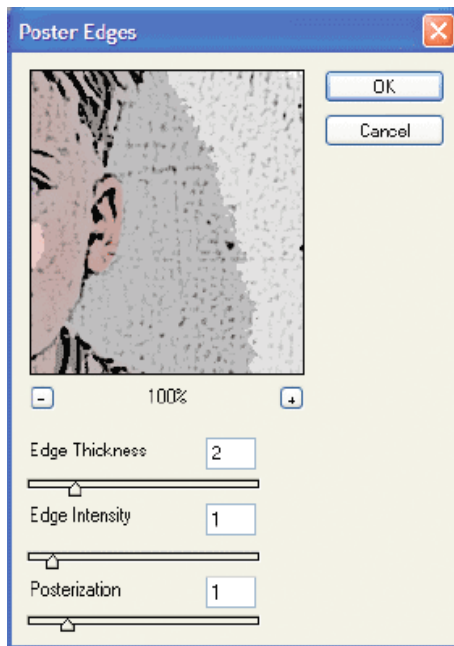 Poster Edges
OK
Cancel
- 100% +
Edge Thickness 2
Edge Intensity 1
Posterization 1